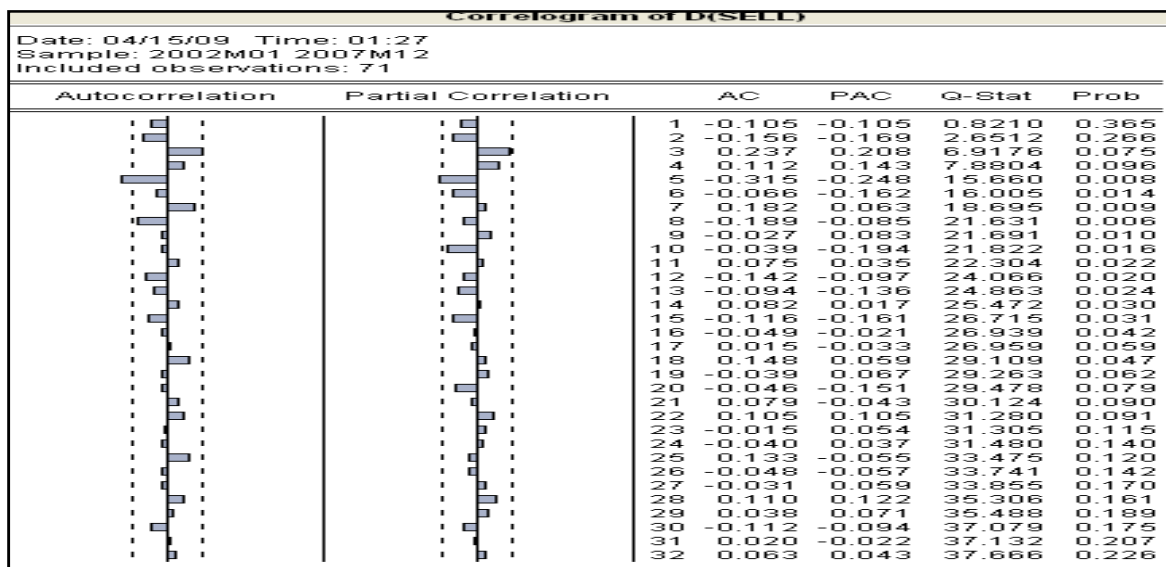 Correlogram of D(SELL)
Date: 04/15/09 Time: 01:27
Sample: 2002M01 2007M12
Included observations: 71
Autocorrelation Partial Correlation AC PAC Q-Stat Prob
1 -0.105 -0.105 0.8210 0.365
2 -0.156 -0.169 2.6512 0.266
3 0.237 0.208 6.9176 0.075
4 0.112 0.143 7.8804 0.096
5 -0.315 -0.248 15.660 0.008
6 -0.066 -0.162 16.005 0.014
7 0.182 0.063 18.695 0.009
8 -0.189 -0.085 21.631 0.006
9 -0.027 0.083 21.691 0.010
10 -0.039 -0.194 21.822 0.016
11 0.075 0.035 22.304 0.022
12 -0.142 -0.097 24.066 0.020
13 -0.094 -0.136 24.863 0.024
14 0.082 0.017 25.472 0.030
15 -0.116 -0.161 26.715 0.031
16 -0.049 -0.021 26.939 0.042
17 0.015 -0.033 26.959 0.059
18 0.148 0.059 29.109 0.047
19 -0.039 0.067 29.263 0.062
20 -0.046 -0.151 29.478 0.079
21 0.079 -0.043 30.124 0.090
22 0.105 0.105 31.280 0.091
23 -0.015 0.054 31.305 0.115
24 -0.040 0.037 31.480 0.140
25 0.133 -0.055 33.475 0.120
26 -0.048 -0.057 33.741 0.142
27 -0.031 0.059 33.855 0.170
28 0.110 0.122 35.306 0.161
29 0.038 0.071 35.488 0.189
30 -0.112 -0.094 37.079 0.175
31 0.020 -0.022 37.132 0.207
32 0.063 0.043 37.666 0.226